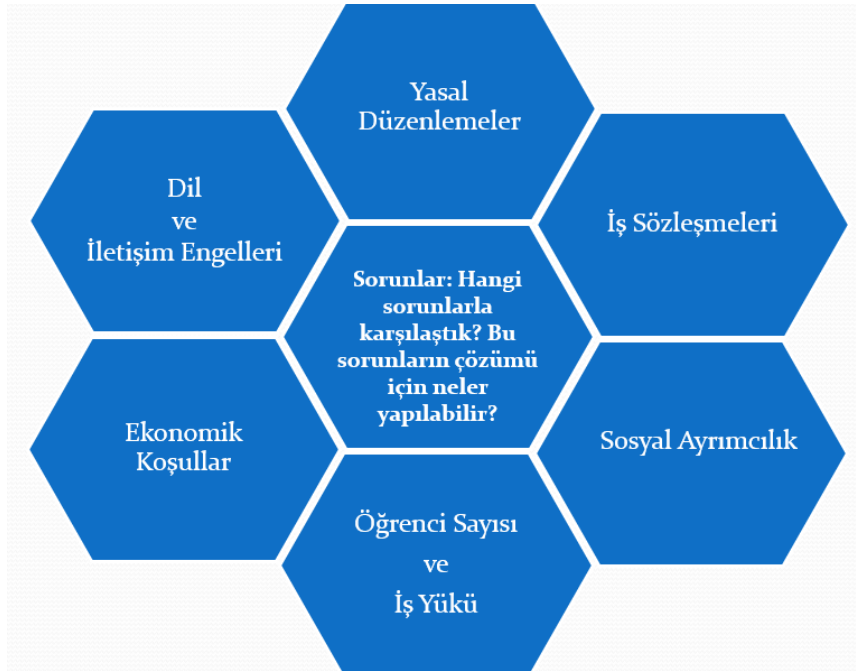 Yasal
Düzenlemeler
Dil
ve
İletişim Engelleri
İş Sözleşmeleri
Sorunlar: Hangi
sorunlarla
karşılaştık? Bu
sorunların çözümü
için neler
yapılabilir?
Ekonomik
Koşullar
Sosyal Ayrımcılık
Öğrenci Sayısı
ve
İş Yükü